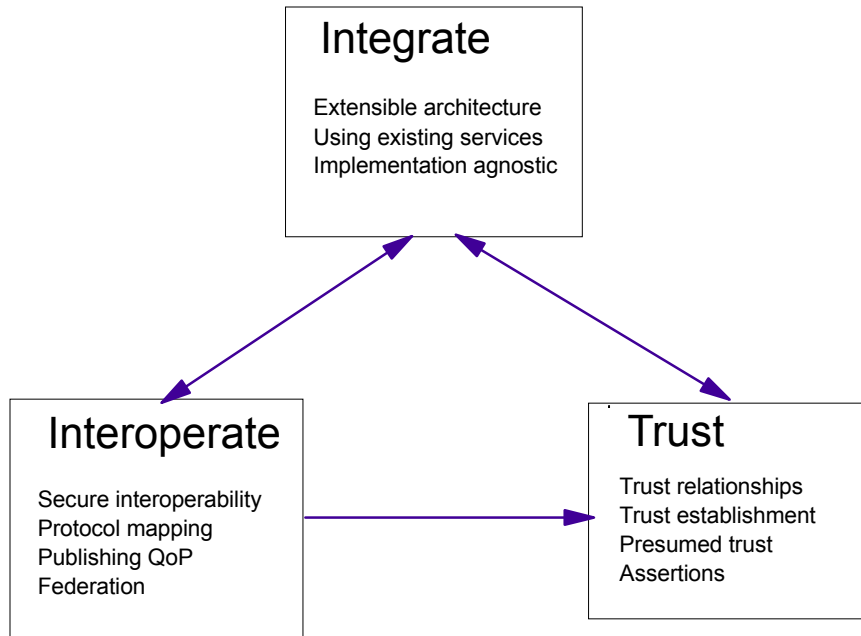 Integrate
Extensible architecture
Using existing services
Implementation agnostic
Interoperate
Secure interoperability
Protocol mapping
Publishing QoP
Federation
Trust
Trust relationships
Trust establishment
Presumed trust
Assertions